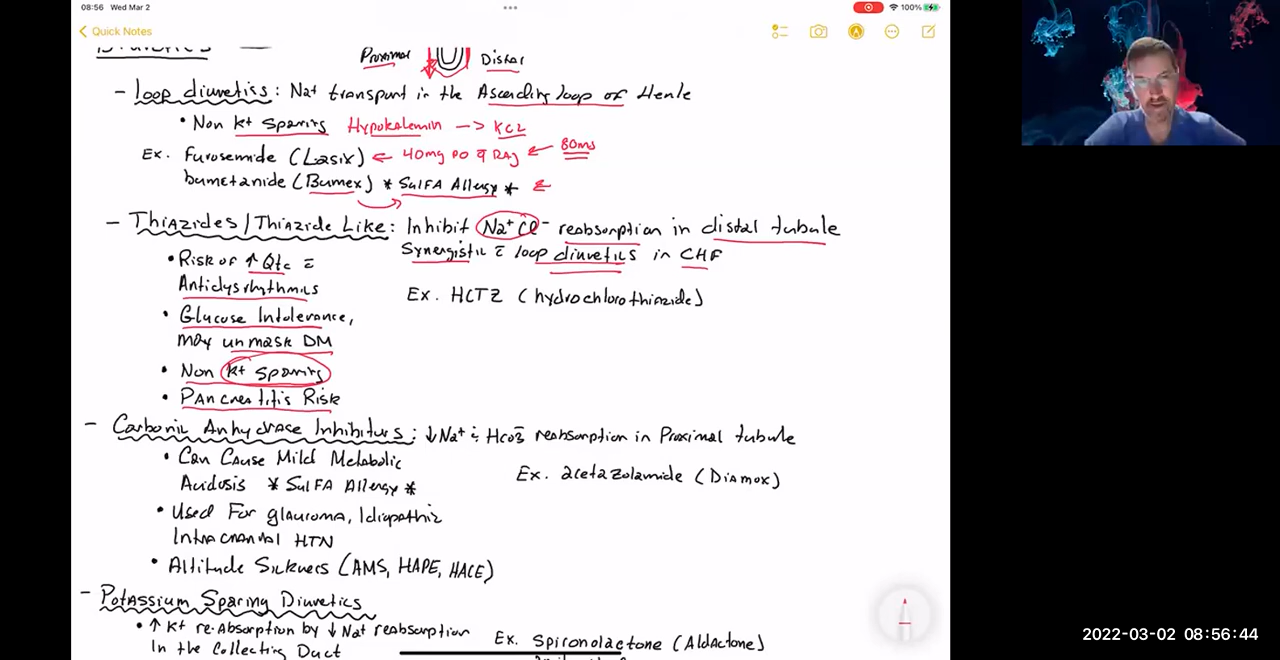 08:56 Wed Mar 2
100%
Quick Notes
Diuretics
Proximal Distal
- Loop diuretics: Na+ transport in the Ascending loop of Henle
• Non K+ Sparing Hypokalemia -> KCl
Ex. Furosemide (Lasix) <- 40mg PO q̄ DAy <- 80mg
bumetanide (Bumex) * Sulfa Allergy * <-
- Thiazides/Thiazide Like: Inhibit Na+ Cl- reabsorption in distal tubule
Synergistic c̄ loop diuretics in CHF
• Risk of ↑ Qtc c̄
Antidysrhythmics
Ex. HCTZ (hydrochlorothiazide)
• Glucose Intolerance,
may unmask DM
• Non K+ sparing
• Pancreatitis Risk
- Carbonic Anhydrase Inhibitors: ↓Na+ & HCO3- reabsorption in Proximal tubule
• Can Cause Mild Metabolic
Acidosis * Sulfa Allergy *
Ex. acetazolamide (Diamox)
• Used For glaucoma, Idiopathic
Intracranial HTN
• Altitude Sickness (AMS, HAPE, HACE)
- Potassium Sparing Diuretics
• ↑ K+ re-Absorption by ↓ Na+ reabsorption
In the Collecting Duct
Ex. Spironolactone (Aldactone)
2022-03-02 08:56:44